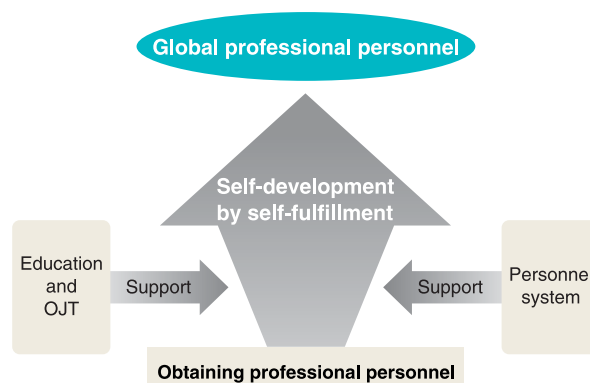 Global professional personnel
Self-development
by self-fulfillment
Education
and
OJT
Support
Support
Personne
system
Obtaining professional personnel